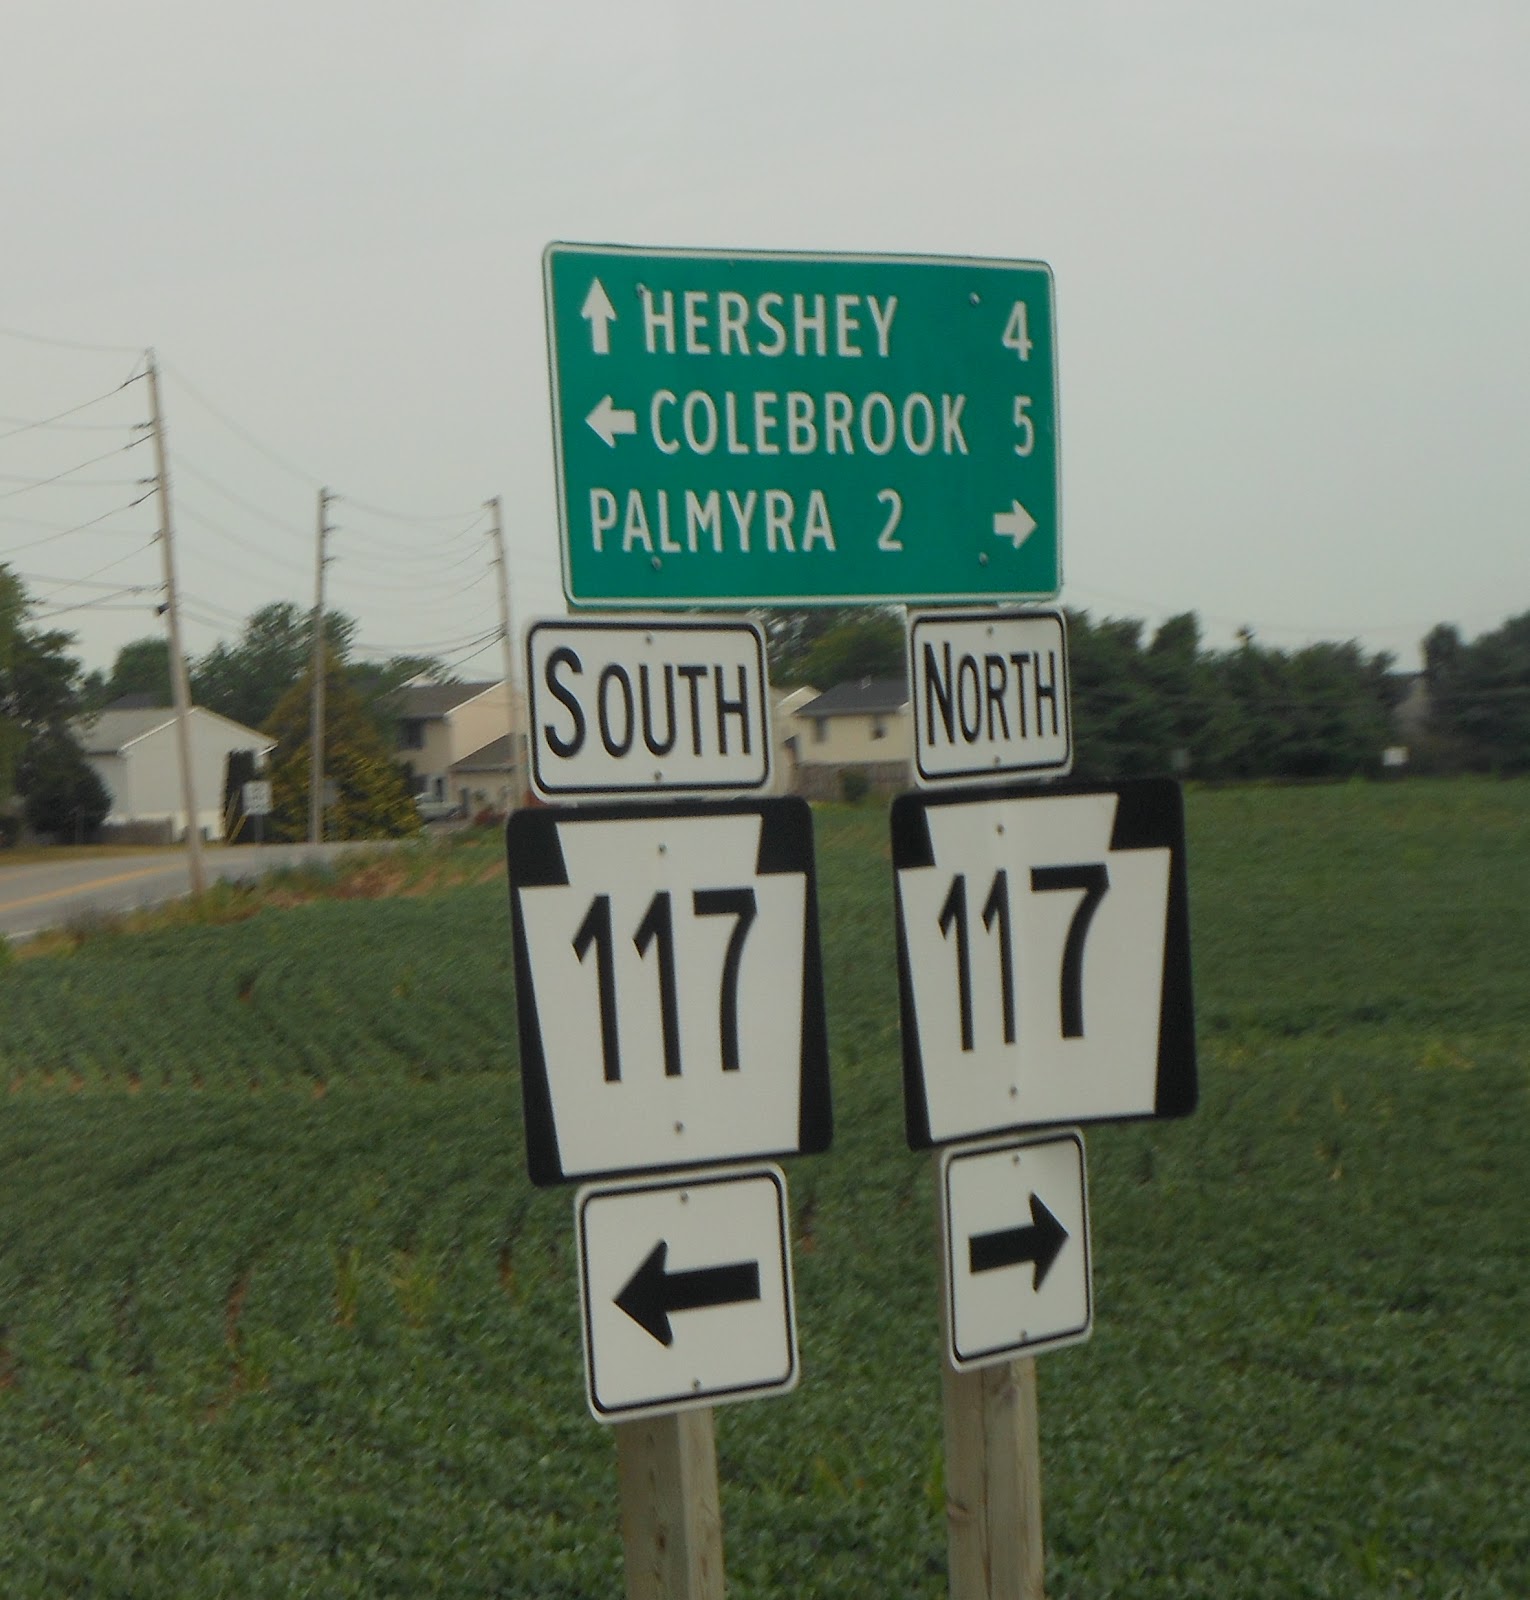 HERSHEY 4
COLEBROOK 5
PALMYRA 2
SOUTH
NORTH
117
117